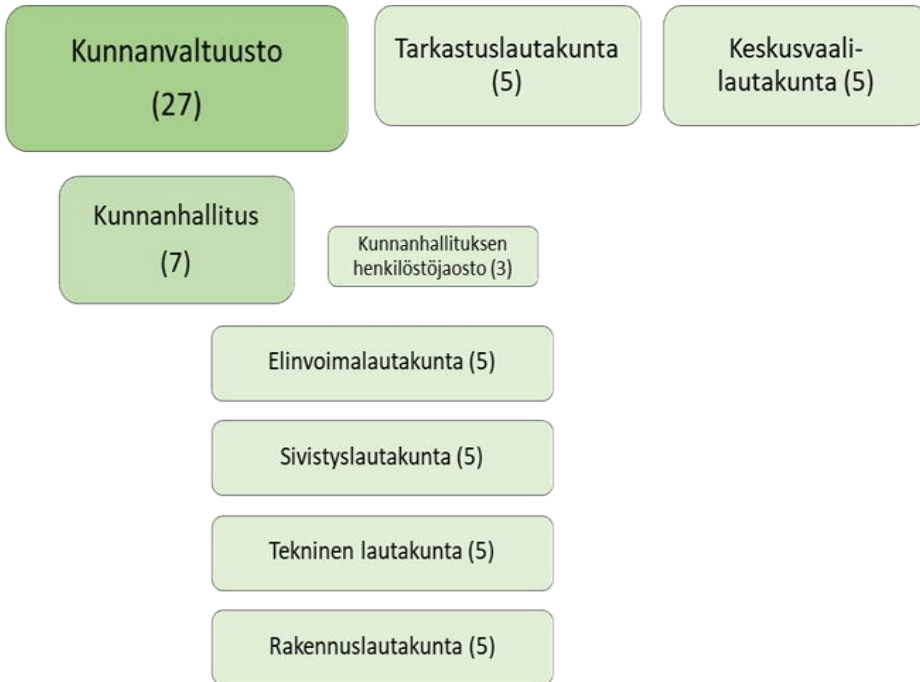 Kunnanvaltuusto
(27)
Tarkastuslautakunta
(5)
Keskusvaali-
lautakunta (5)
Kunnanhallitus
(7)
Kunnanhallituksen
henkilöstöjaosto (3)
Elinvoimalautakunta (5)
Sivistyslautakunta (5)
Tekninen lautakunta (5)
Rakennuslautakunta (5)